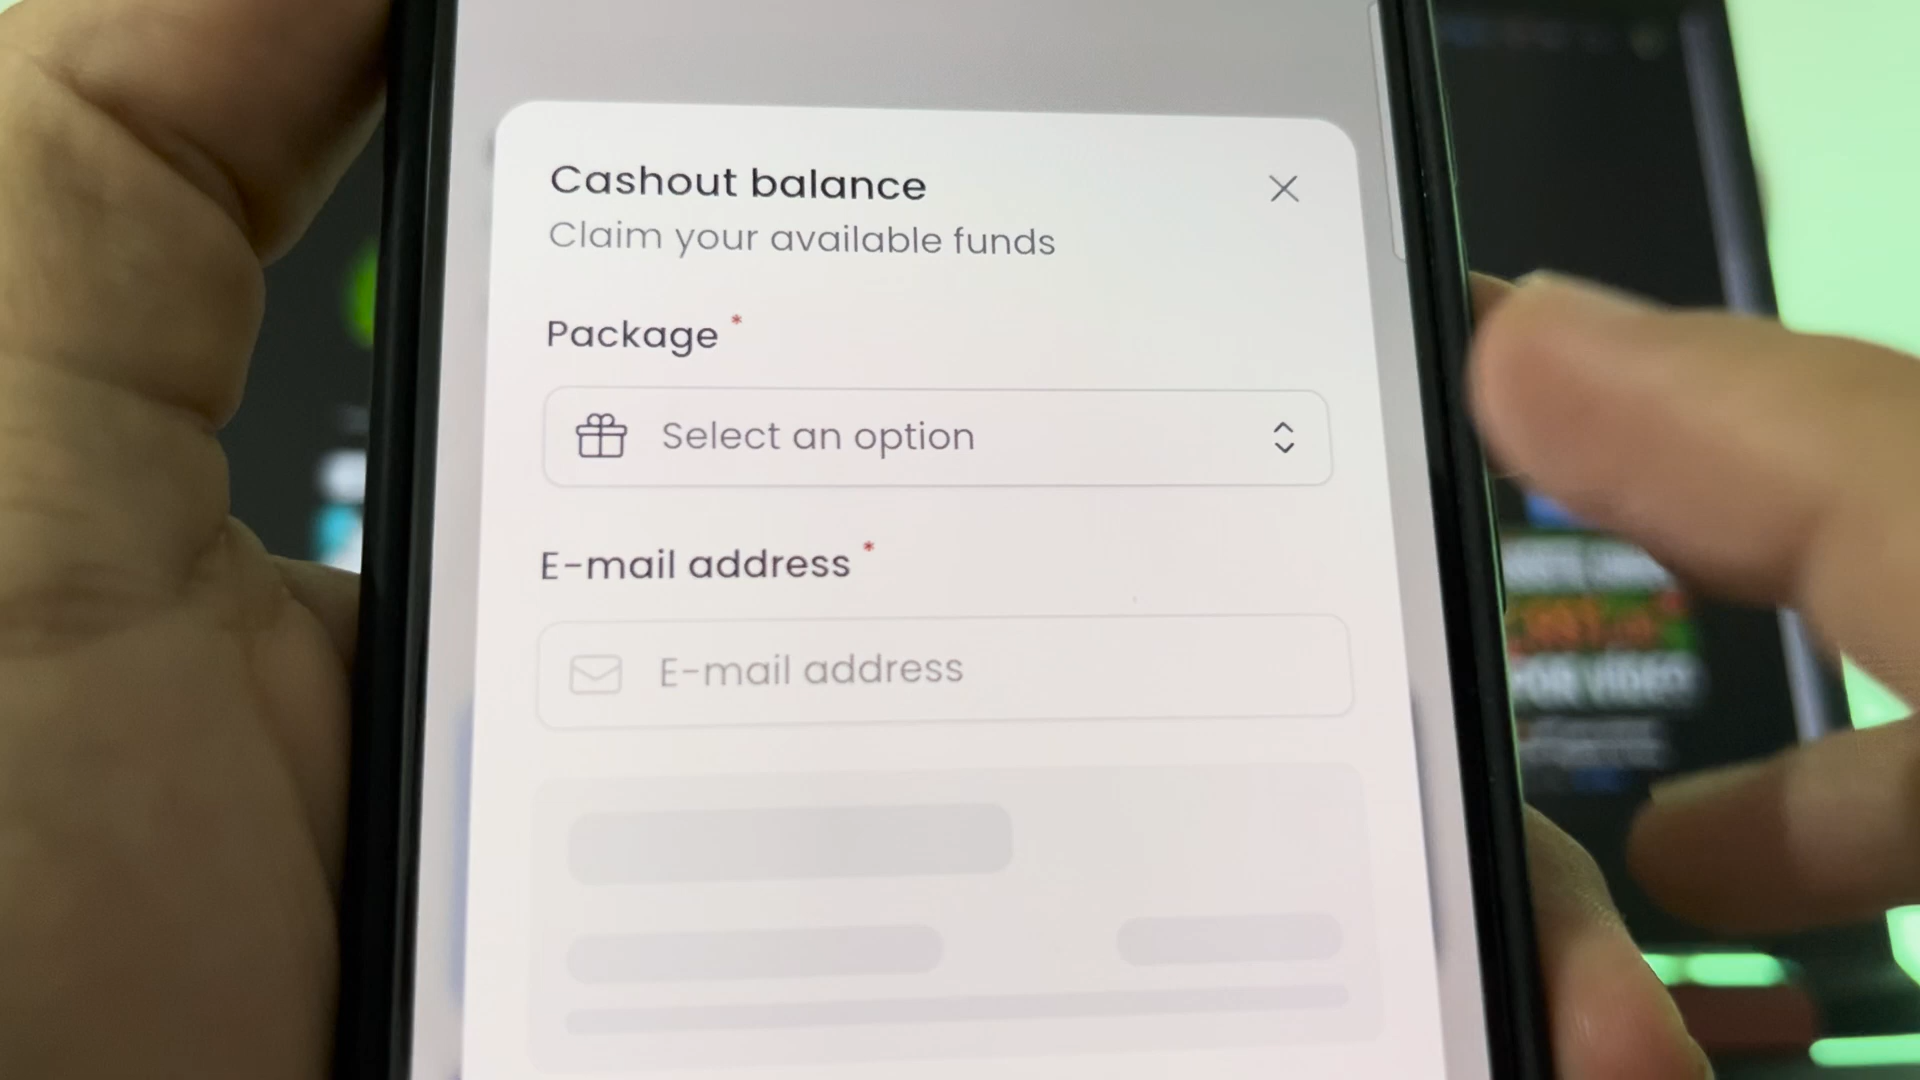 Cashout balance
Claim your available funds
Package *
Select an option
E-mail address *
E-mail address